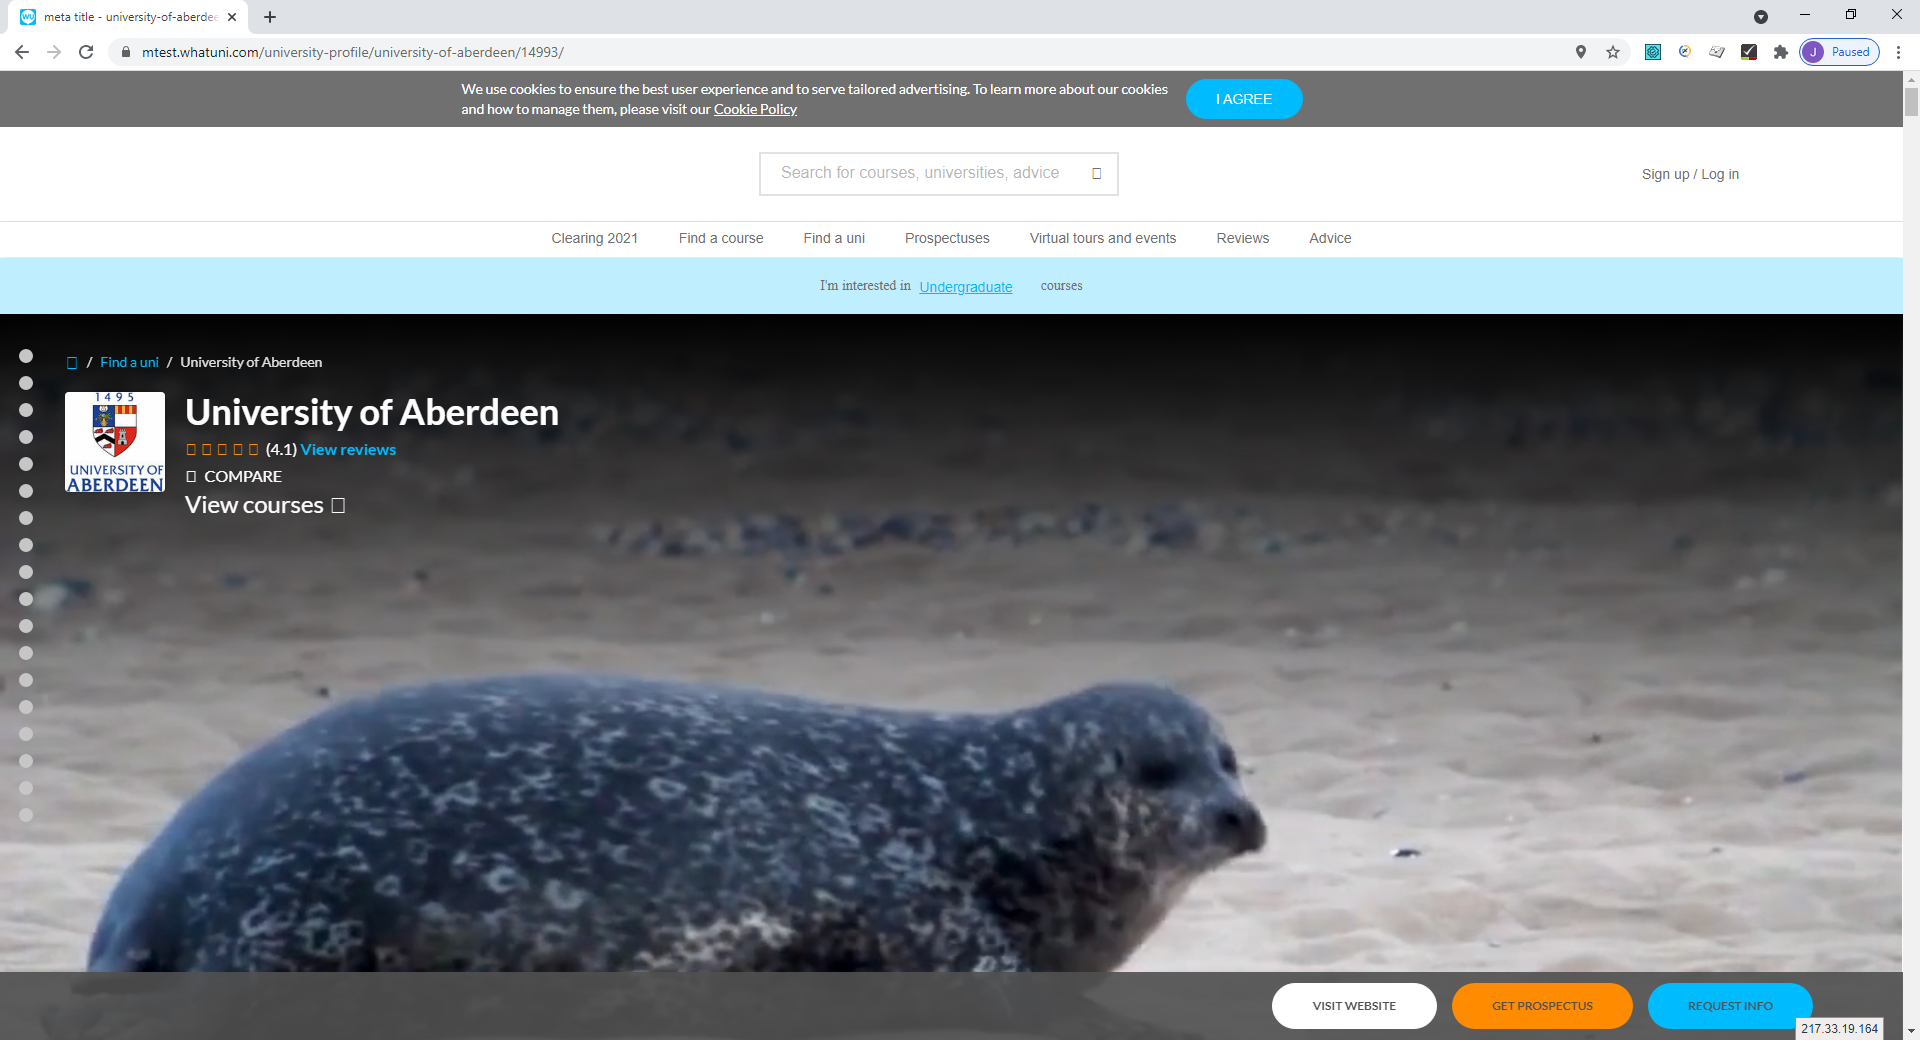 meta title - university-of-aberdee
mtest.whatuni.com/university-profile/university-of-aberdeen/14993/
J Paused
We use cookies to ensure the best user experience and to serve tailored advertising. To learn more about our cookies
and how to manage them, please visit our Cookie Policy
I AGREE
Search for courses, universities, advice
Sign up / Log in
Clearing 2021 Find a course Find a uni Prospectuses Virtual tours and events Reviews Advice
I'm interested in Undergraduate courses
/ Find a uni / University of Aberdeen
1495
UNIVERSITY OF
ABERDEEN
University of Aberdeen
(4.1) View reviews
COMPARE
View courses
VISIT WEBSITE GET PROSPECTUS REQUEST INFO
217.33.19.164